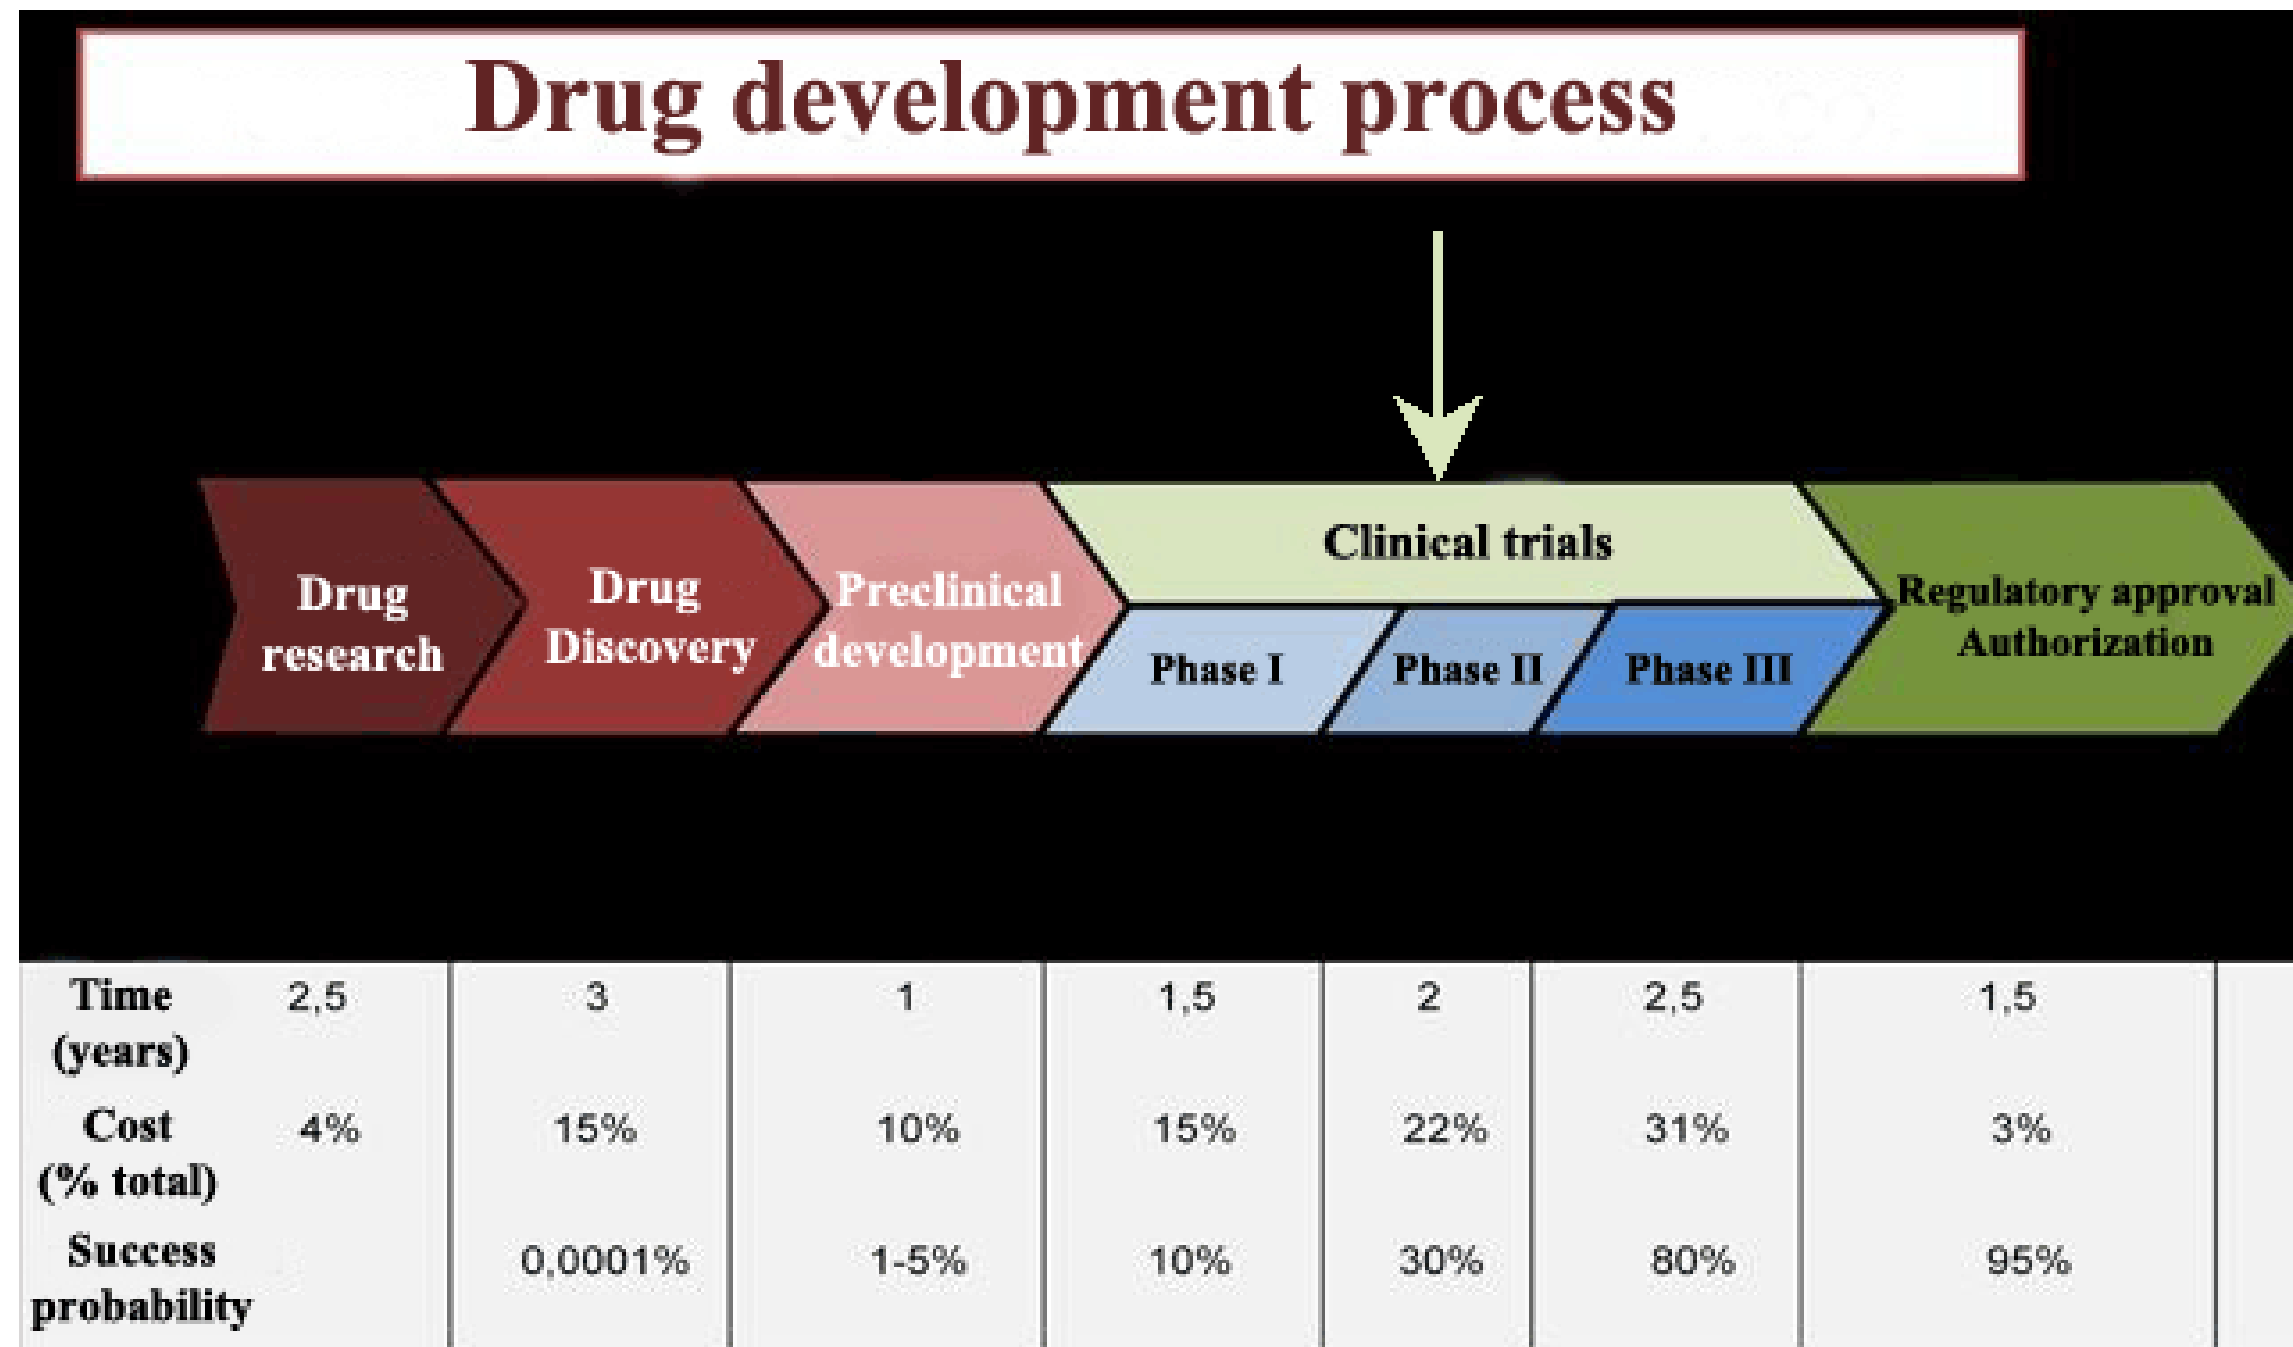 Drug development process
Clinical trials
Drug
research
Drug
Discovery
Preclinical
development
Phase I
Phase II
Phase III
Regulatory approval
Authorization
Time
(years)
2,5
3
1
1,5
2
2,5
1,5
Cost
(% total)
4%
15%
10%
15%
22%
31%
3%
Success
probability
0,0001%
1-5%
10%
30%
80%
95%